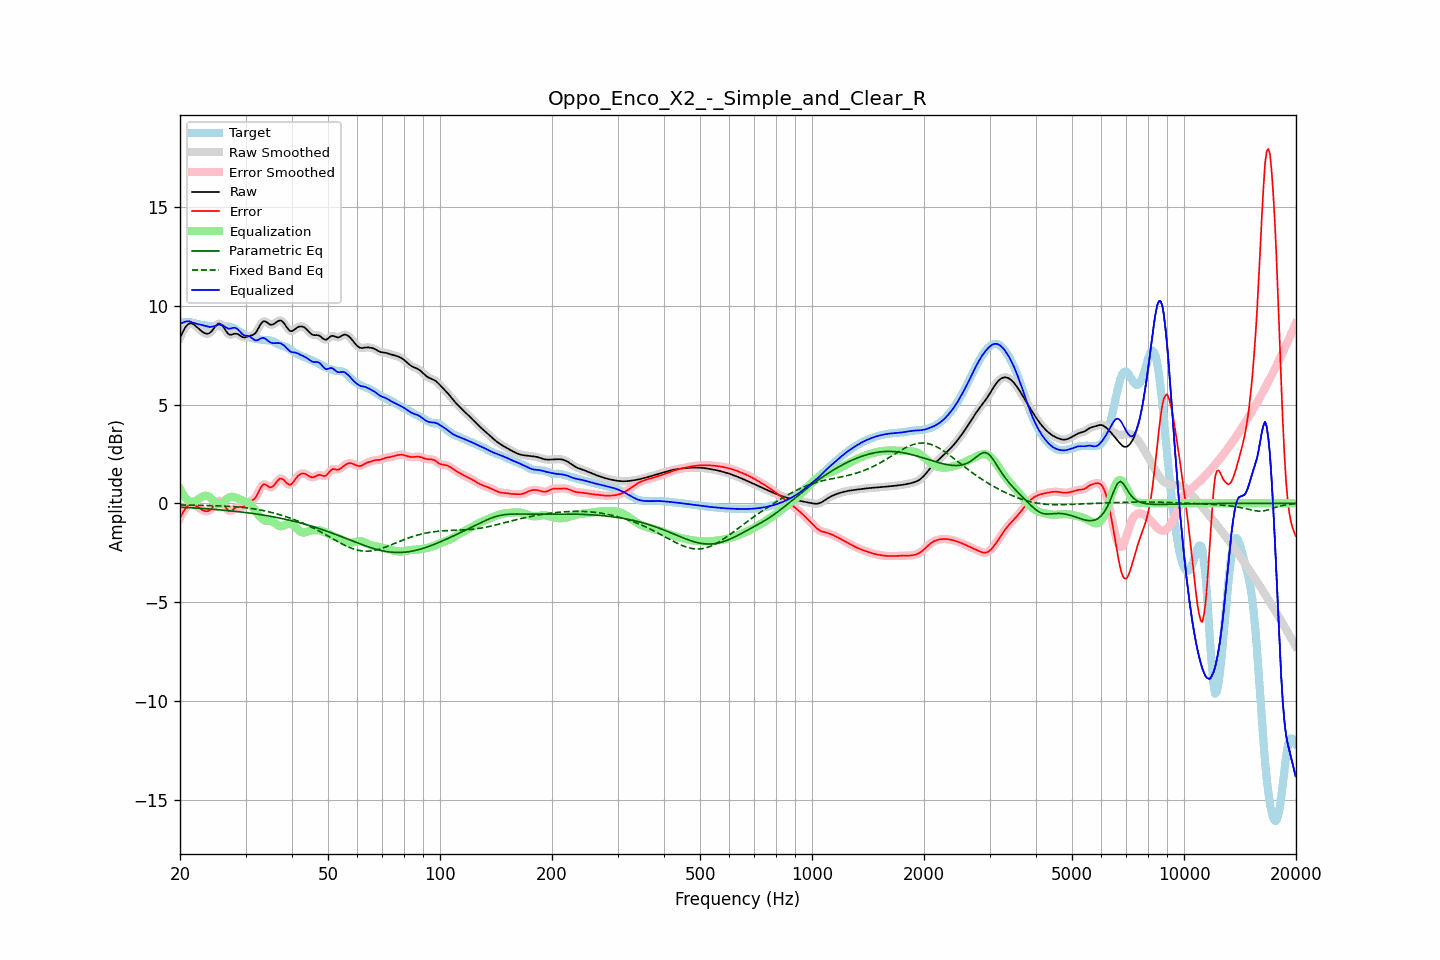 Oppo_Enco_X2_-_Simple_and_Clear_R
Target
Raw Smoothed
Error Smoothed
Raw
Error
Equalization
Parametric Eq
Fixed Band Eq
Equalized
Amplitude (dBr)
15
10
5
0
−5
−10
−15
20 50 100 200 500 1000 2000 5000 10000 20000
Frequency (Hz)